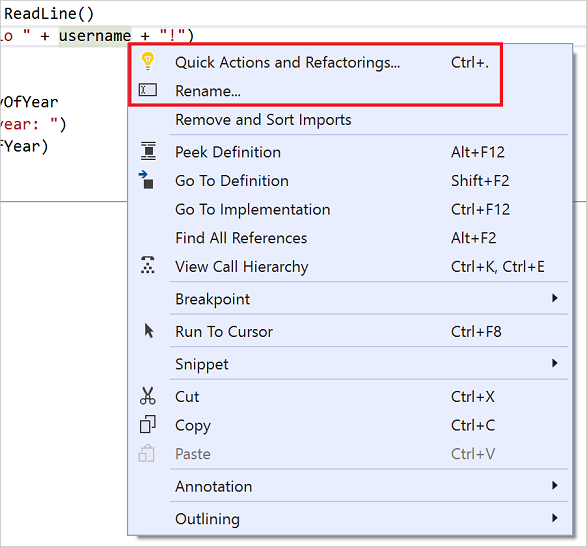 ReadLine()
lo " + username + "!")
Quick Actions and Refactorings... Ctrl+.
yOfYear
Rename...
year: ")
Remove and Sort Imports
fYear)
Peek Definition Alt+F12
Go To Definition Shift+F2
Go To Implementation Ctrl+F12
Find All References Alt+F2
View Call Hierarchy Ctrl+K, Ctrl+E
Breakpoint
Run To Cursor Ctrl+F8
Snippet
Cut Ctrl+X
Copy Ctrl+C
Paste Ctrl+V
Annotation
Outlining